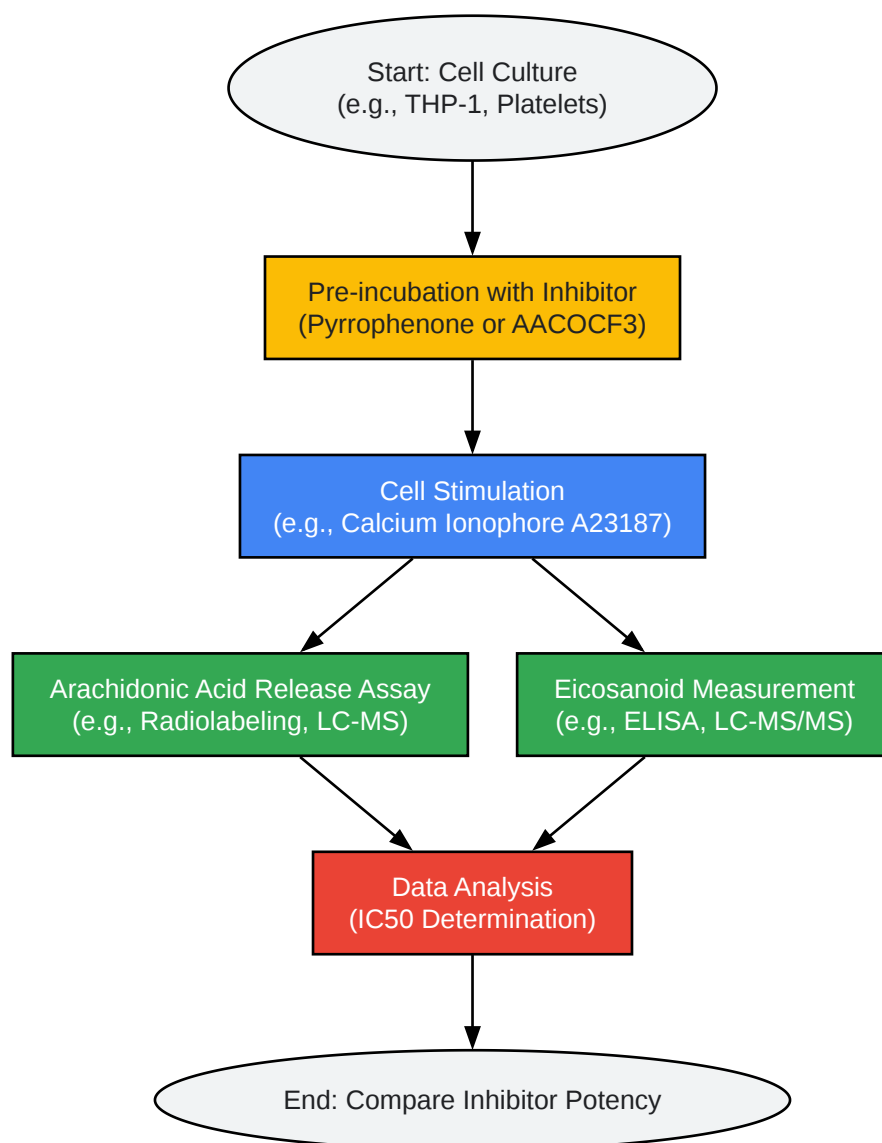 Start: Cell Culture
(e.g., THP-1, Platelets)
Pre-incubation with Inhibitor
(Pyrrophenone or AACOCF3)
Cell Stimulation
(e.g., Calcium Ionophore A23187)
Arachidonic Acid Release Assay
(e.g., Radiolabeling, LC-MS)
Eicosanoid Measurement
(e.g., ELISA, LC-MS/MS)
Data Analysis
(IC50 Determination)
End: Compare Inhibitor Potency